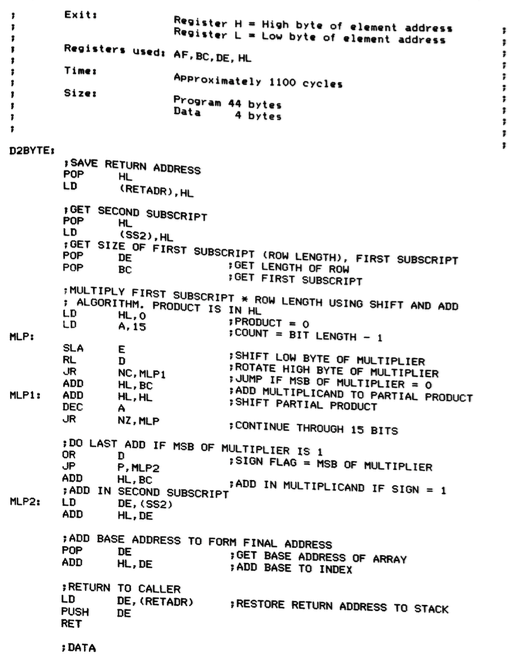 ; Exit: Register H = High byte of element address ;
; Register L = Low byte of element address ;
; ;
; Registers used: AF,BC,DE,HL ;
; ;
; Time: Approximately 1100 cycles ;
; ;
; Size: Program 44 bytes ;
; Data 4 bytes ;
; ;
D2BYTE:
;SAVE RETURN ADDRESS
POP HL
LD (RETADR),HL
;GET SECOND SUBSCRIPT
POP HL
LD (SS2),HL
;GET SIZE OF FIRST SUBSCRIPT (ROW LENGTH), FIRST SUBSCRIPT
POP DE ;GET LENGTH OF ROW
POP BC ;GET FIRST SUBSCRIPT
;MULTIPLY FIRST SUBSCRIPT * ROW LENGTH USING SHIFT AND ADD
; ALGORITHM. PRODUCT IS IN HL
LD HL,0 ;PRODUCT = 0
LD A,15 ;COUNT = BIT LENGTH - 1
MLP:
SLA E ;SHIFT LOW BYTE OF MULTIPLIER
RL D ;ROTATE HIGH BYTE OF MULTIPLIER
JR NC,MLP1 ;JUMP IF MSB OF MULTIPLIER = 0
ADD HL,BC ;ADD MULTIPLICAND TO PARTIAL PRODUCT
MLP1: ADD HL,HL ;SHIFT PARTIAL PRODUCT
DEC A
JR NZ,MLP ;CONTINUE THROUGH 15 BITS
;DO LAST ADD IF MSB OF MULTIPLIER IS 1
OR D ;SIGN FLAG = MSB OF MULTIPLIER
JP P,MLP2
ADD HL,BC ;ADD IN MULTIPLICAND IF SIGN = 1
;ADD IN SECOND SUBSCRIPT
MLP2: LD DE,(SS2)
ADD HL,DE
;ADD BASE ADDRESS TO FORM FINAL ADDRESS
POP DE ;GET BASE ADDRESS OF ARRAY
ADD HL,DE ;ADD BASE TO INDEX
;RETURN TO CALLER
LD DE,(RETADR) ;RESTORE RETURN ADDRESS TO STACK
PUSH DE
RET
;DATA